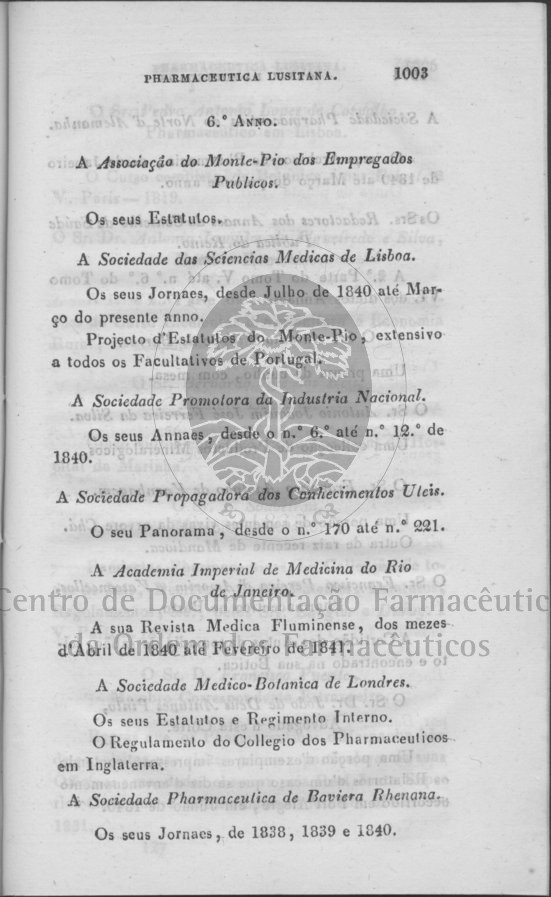 PHARMACEUTICA LUSITANA. 1003
6.º ANNO.
A Associação do Monte-Pio dos Empregados
Publicos.
Os seus Estatutos.
A Sociedade das Sciencias Medicas de Lisboa.
Os seus Jornaes, desde Julho de 1840 até Mar-
ço do presente anno.
Projecto d'Estatutos do Monte-Pio, extensivo
a todos os Facultativos de Portugal.
A Sociedade Promotora da Industria Nacional.
Os seus Annaes, desde o n.º 6.º até n.º 12.º de
1840.
A Sociedade Propagadora dos Conhecimentos Uteis.
O seu Panorama, desde o n.º 170 até n.º 221.
A Academia Imperial de Medicina do Rio
de Janeiro.
Centro de Documentação Farmacêutic
A sua Revista Medica Fluminense, dos mezes
d'Abril de 1840 até Fevereiro de 1841.
da Ordem dos Farmacêuticos
A Sociedade Medico-Botanica de Londres.
Os seus Estatutos e Regimento Interno.
O Regulamento do Collegio dos Pharmaceuticos
em Inglaterra.
A Sociedade Pharmaceutica de Baviera Rhenana.
Os seus Jornaes, de 1838, 1839 e 1840.